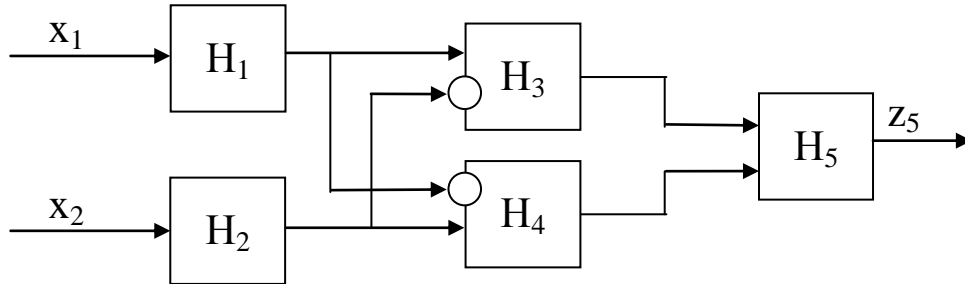 x₁
H₁
H₃
H₅
z₅
x₂
H₂
H₄